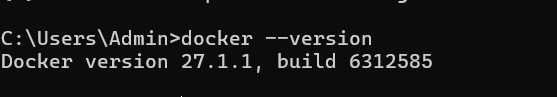 C:\Users\Admin>docker --version
Docker version 27.1.1, build 6312585